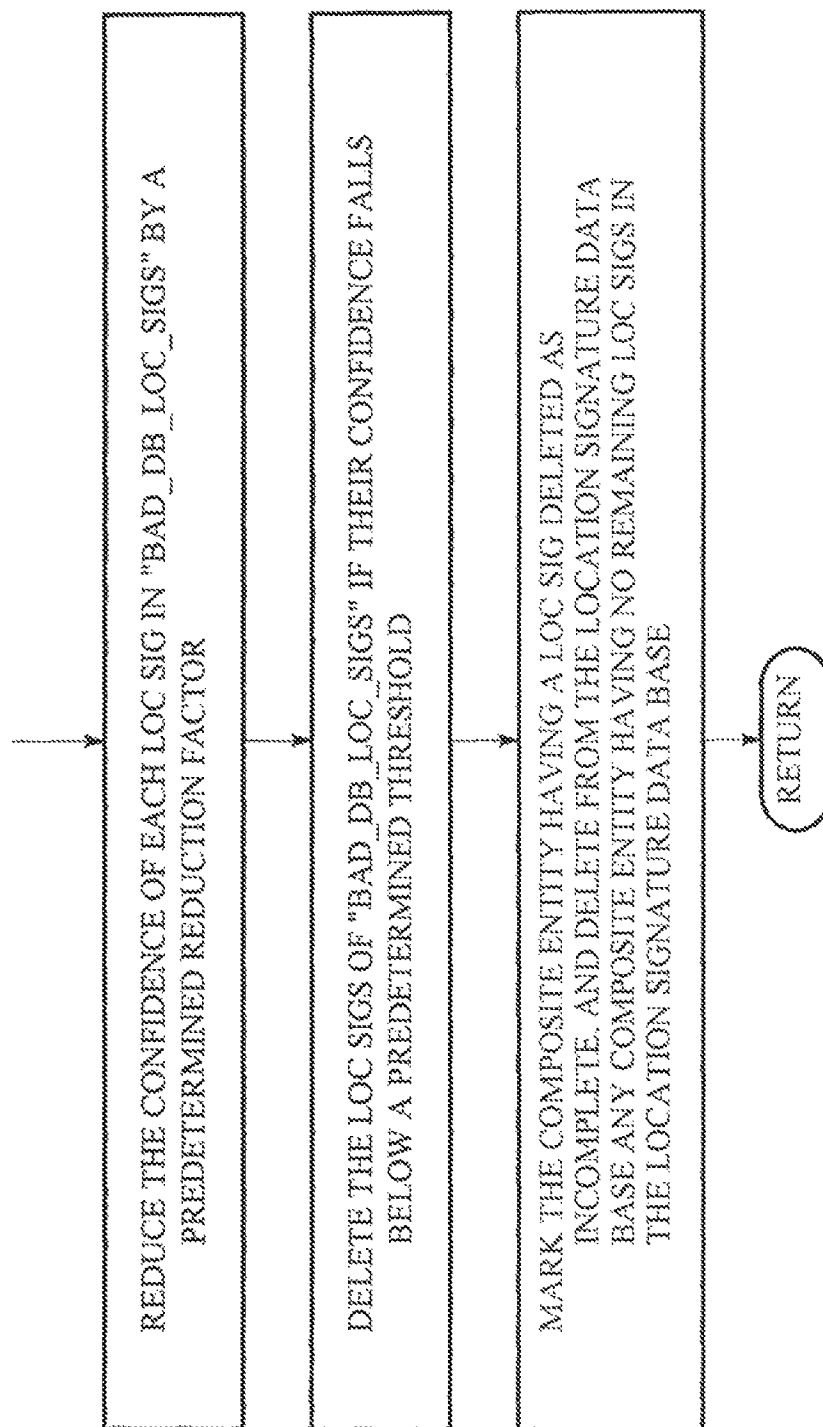 REDUCE THE CONFIDENCE OF EACH LOC SIG IN "BAD_DB_LOC_SIGS" BY A
PREDETERMINED REDUCTION FACTOR
DELETE THE LOC SIGS OF "BAD_DB_LOC_SIGS" IF THEIR CONFIDENCE FALLS
BELOW A PREDETERMINED THRESHOLD
MARK THE COMPOSITE ENTITY HAVING A LOC SIG DELETED AS
INCOMPLETE. AND DELETE FROM THE LOCATION SIGNATURE DATA
BASE ANY COMPOSITE ENTITY HAVING NO REMAINING LOC SIGS IN
THE LOCATION SIGNATURE DATA BASE
RETURN